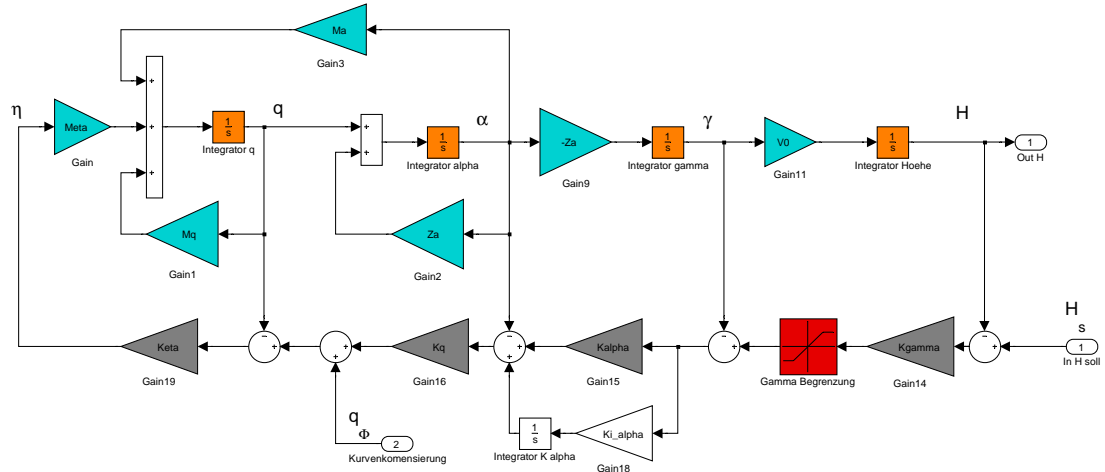 Ma
Gain3
+
+
+
η
Meta
Gain
1
s
Integrator q
q
+
+
1
s
Integrator alpha
α
-Za
Gain9
1
s
Integrator gamma
γ
V0
Gain11
1
s
Integrator Hoehe
H
1
Out H
Mq
Gain1
Za
Gain2
Keta
Gain19
−
+
+
+
Kq
Gain16
−
+
+
Kalpha
Gain15
−
+
Gamma Begrenzung
Kgamma
Gain14
−
+
H
s
1
In H soll
q
Φ
2
Kurvenkomensierung
1
s
Integrator K alpha
Ki_alpha
Gain18